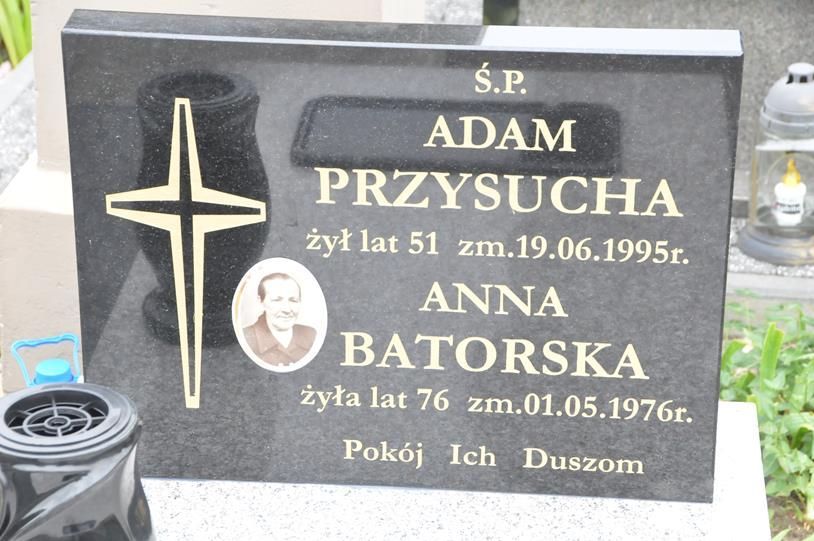 Ś.P.
ADAM
PRZYSUCHA
żył lat 51 zm.19.06.1995r.
ANNA
BATORSKA
żyła lat 76 zm.01.05.1976r.
Pokój Ich Duszom